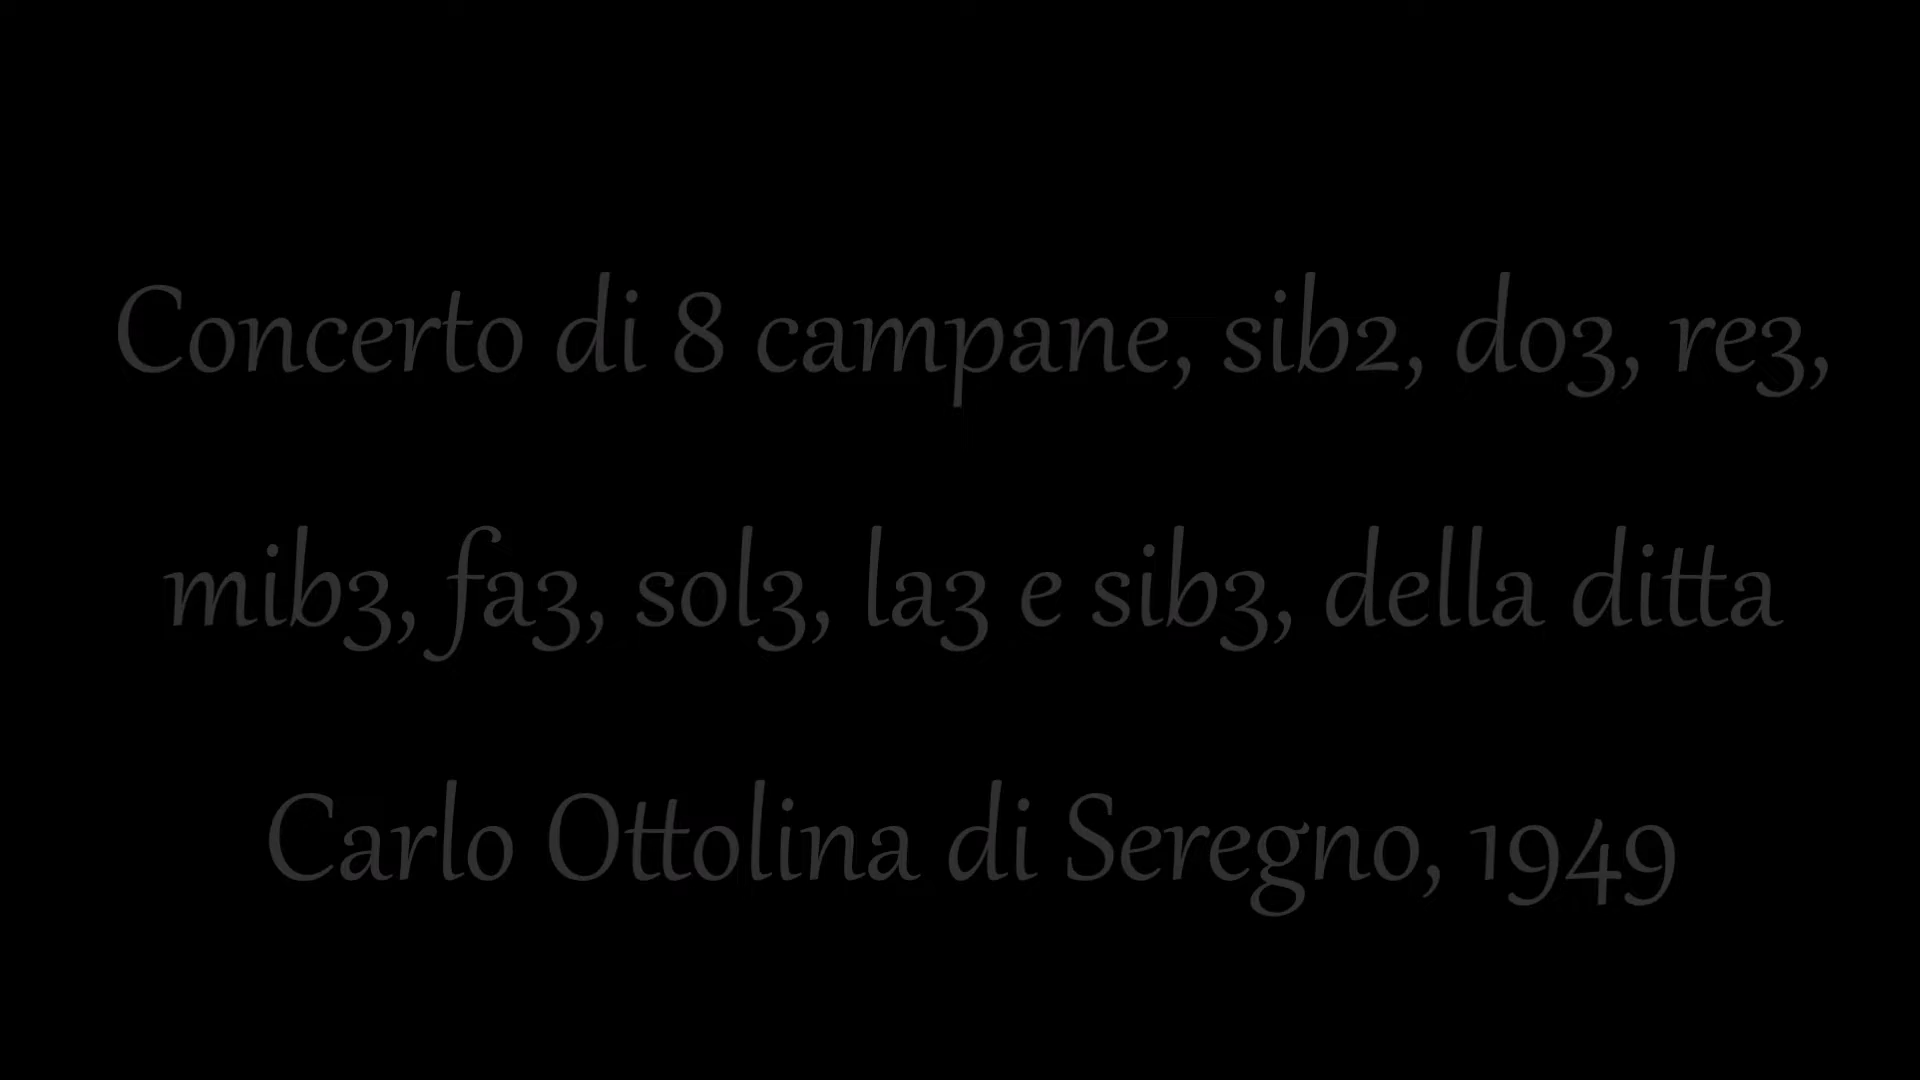 Concerto di 8 campane, sib2, do3, re3,
mib3, fa3, sol3, la3 e sib3, della ditta
Carlo Ottolina di Seregno, 1949